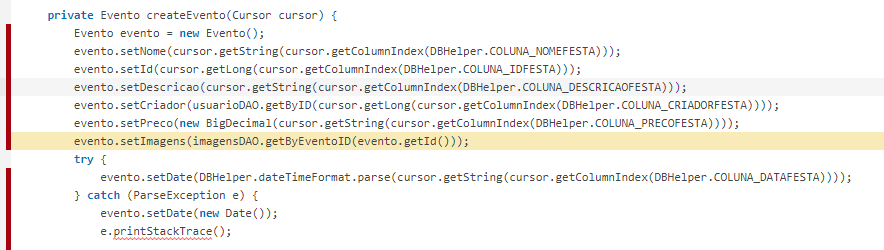 private Evento createEvento(Cursor cursor) {
Evento evento = new Evento();
evento.setNome(cursor.getString(cursor.getColumnIndex(DBHelper.COLUNA_NOMEFESTA)));
evento.setId(cursor.getLong(cursor.getColumnIndex(DBHelper.COLUNA_IDFESTA)));
evento.setDescricao(cursor.getString(cursor.getColumnIndex(DBHelper.COLUNA_DESCRICAOFESTA)));
evento.setCriador(usuarioDAO.getByID(cursor.getLong(cursor.getColumnIndex(DBHelper.COLUNA_CRIADORFESTA))));
evento.setPreco(new BigDecimal(cursor.getString(cursor.getColumnIndex(DBHelper.COLUNA_PRECOFESTA))));
evento.setImagens(imagensDAO.getByEventoID(evento.getId()));
try {
evento.setDate(DBHelper.dateTimeFormat.parse(cursor.getString(cursor.getColumnIndex(DBHelper.COLUNA_DATAFESTA))));
} catch (ParseException e) {
evento.setDate(new Date());
e.printStackTrace();